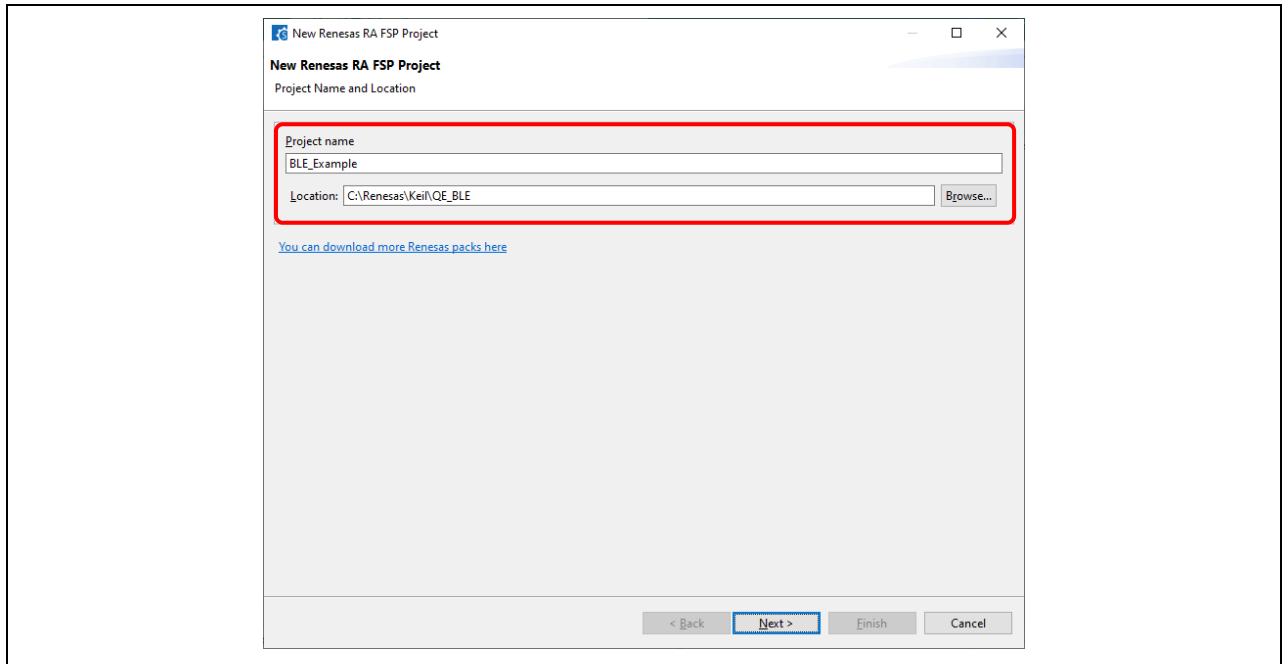 New Renesas RA FSP Project
New Renesas RA FSP Project
Project Name and Location
Project name
BLE_Example
Location: C:\Renesas\Keil\QE_BLE Browse...
You can download more Renesas packs here
< Back Next > Finish Cancel